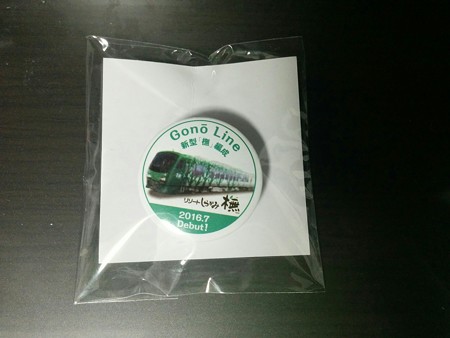 Gonō Line
新型「橅」編成
リゾートしらかみ 橅
2016.7
Debut!